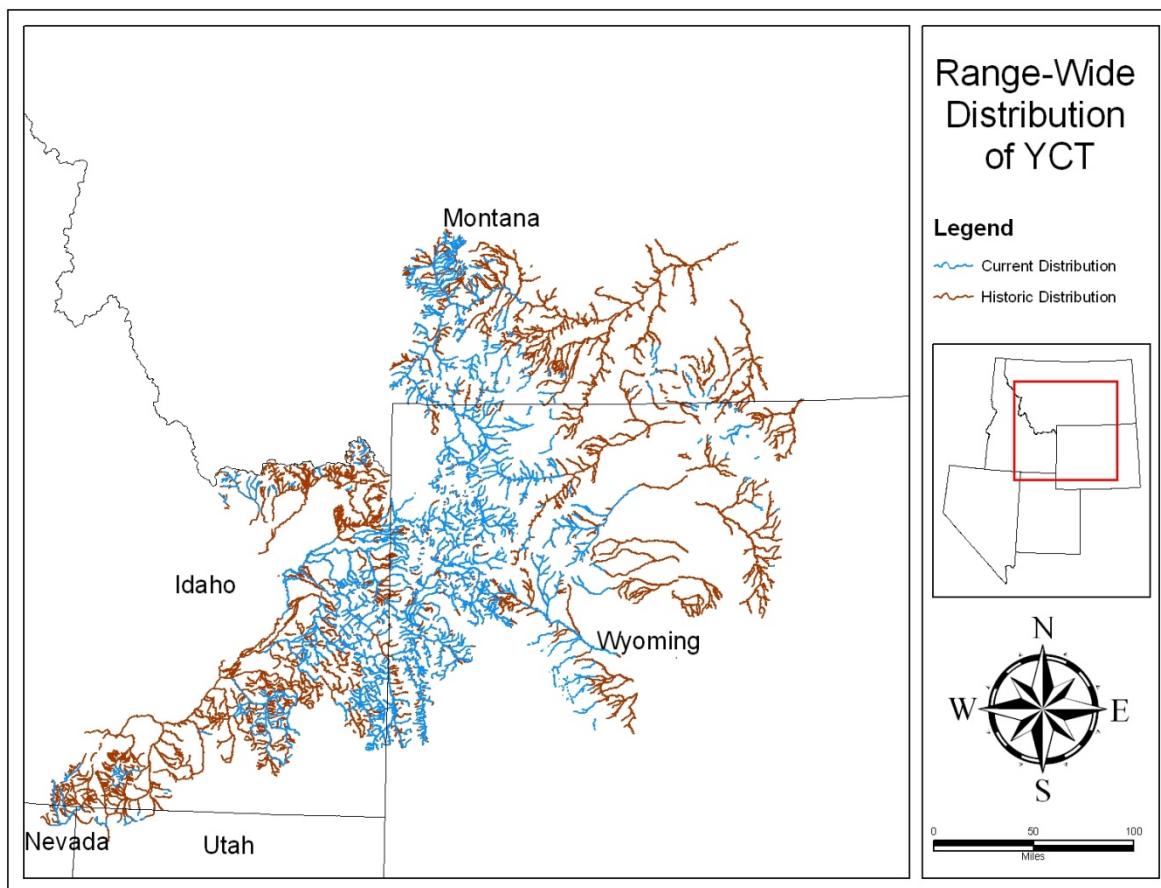 Montana
Idaho
Wyoming
Nevada
Utah
Range-Wide
Distribution
of YCT
Legend
Current Distribution
Historic Distribution
N
W
E
S
0
50
100
Miles